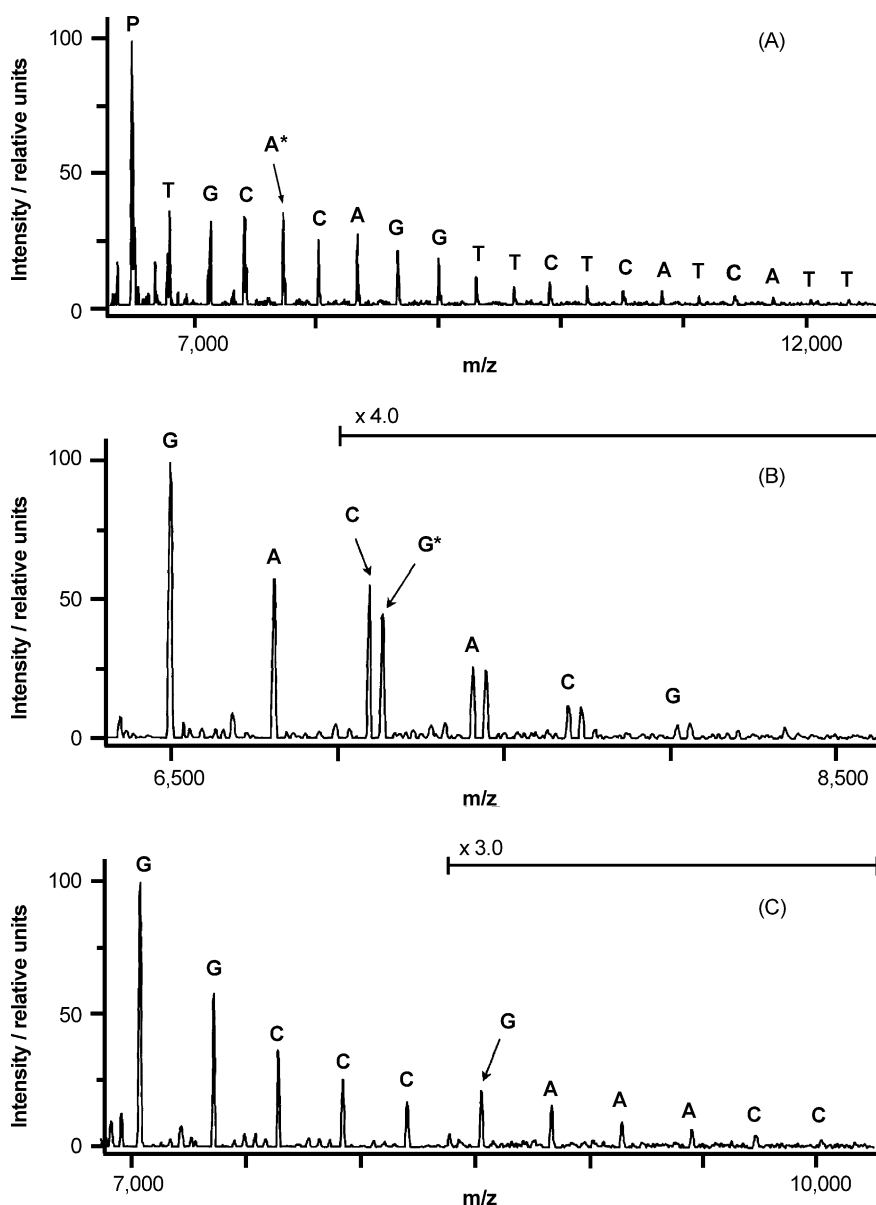 P
(A)
100
A*
T G C C A G G T T C T C A T C A T T
50
0
7,000 12,000
m/z
Intensity / relative units
x 4.0
G
(B)
100
C
G*
A
50
A
C
G
0
6,500 8,500
m/z
Intensity / relative units
x 3.0
G
(C)
100
G
C
C
C
G
50
A
A
A
C
C
0
7,000 10,000
m/z
Intensity / relative units